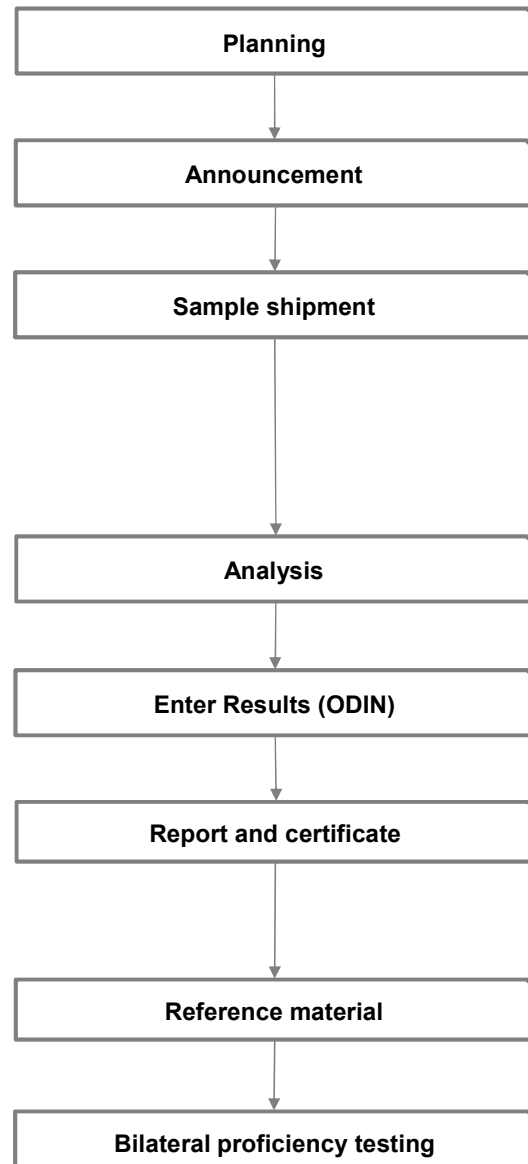 Planning
Announcement
Sample shipment
Analysis
Enter Results (ODIN)
Report and certificate
Reference material
Bilateral proficiency testing